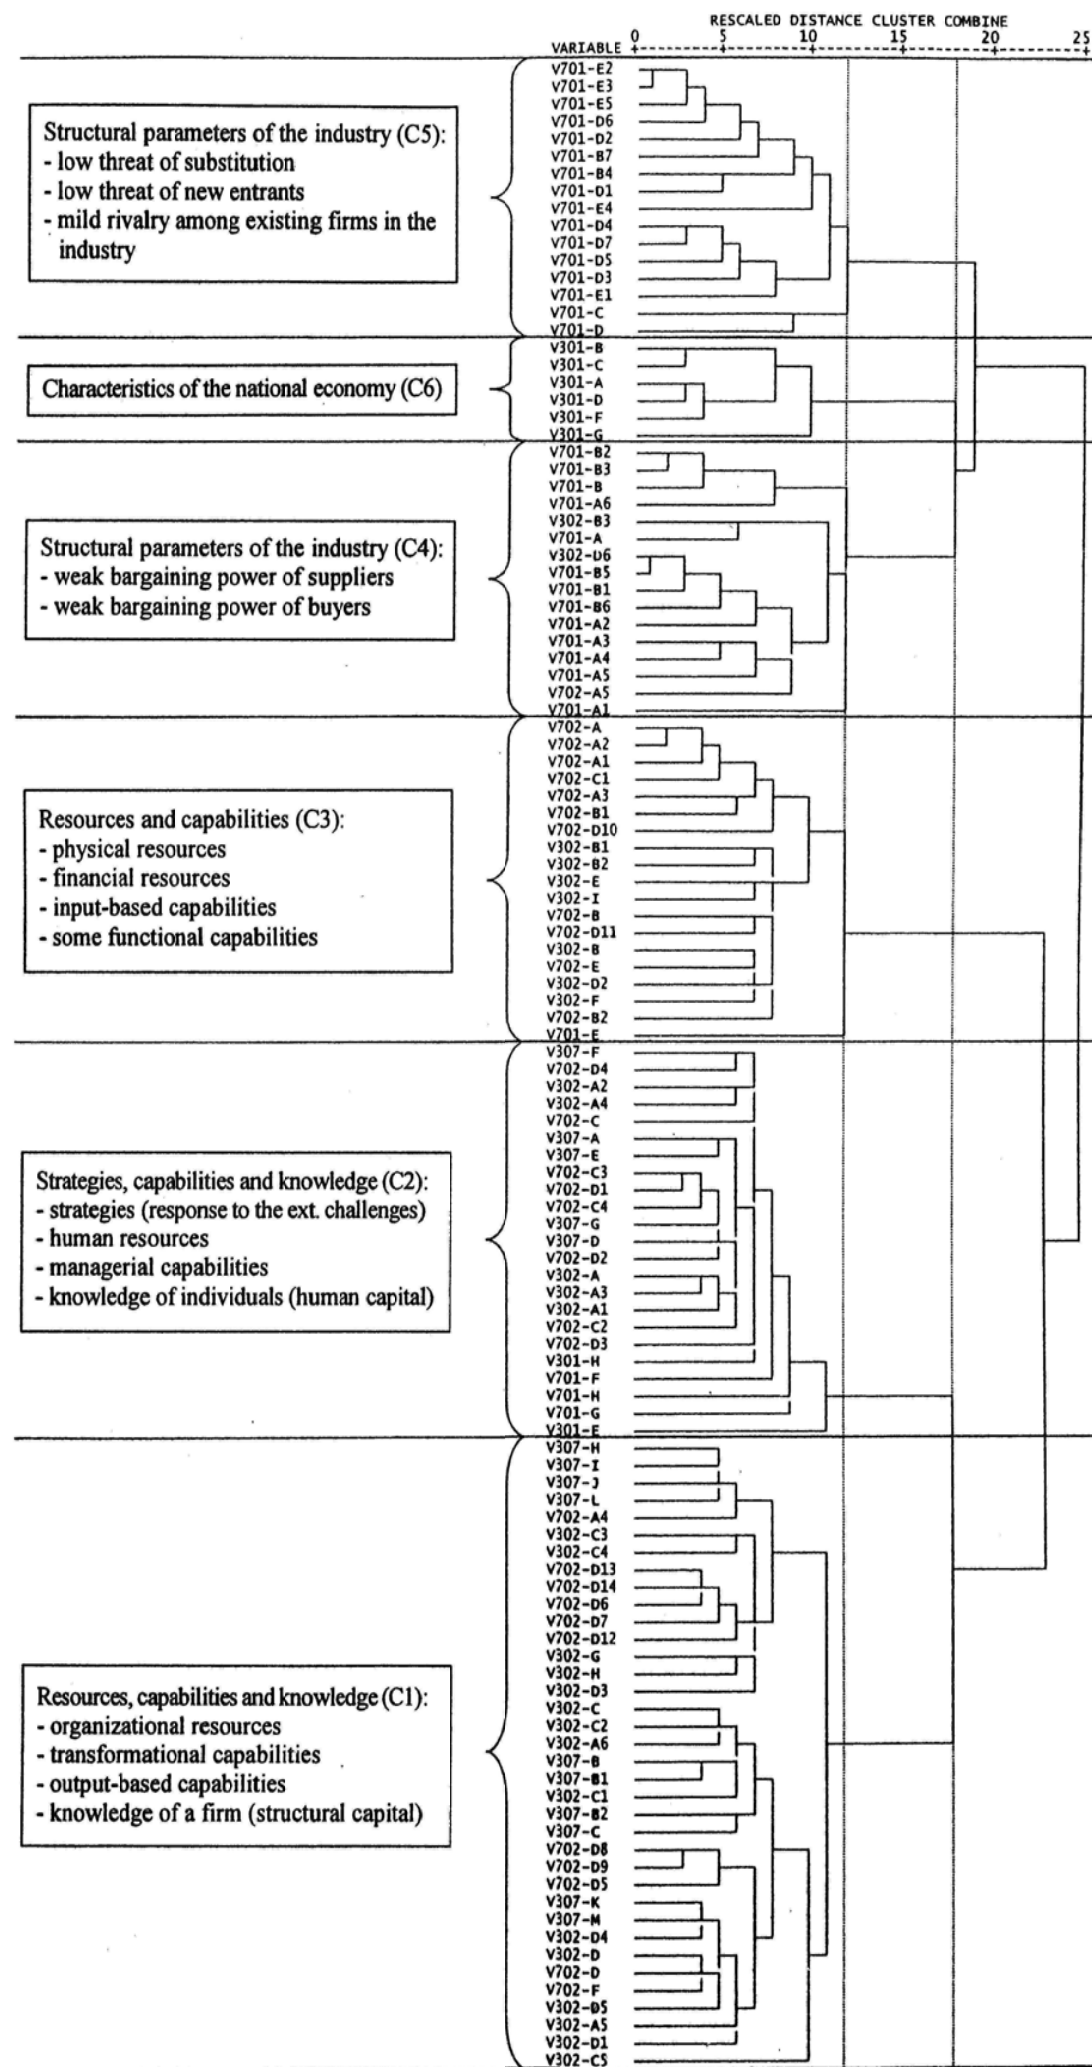 RESCALED DISTANCE CLUSTER COMBINE
VARIABLE 0 5 10 15 20 25
V701-E2
V701-E3
V701-E5
V701-D6
V701-D2
V701-B7
V701-B4
V701-D1
V701-E4
V701-D4
V701-D7
V701-D5
V701-D3
V701-E1
V701-C
V701-D
Structural parameters of the industry (C5):
- low threat of substitution
- low threat of new entrants
- mild rivalry among existing firms in the
industry
V301-B
V301-C
V301-A
V301-D
V301-F
V301-G
Characteristics of the national economy (C6)
V701-B2
V701-B3
V701-B
V701-A6
V302-B3
V701-A
V302-D6
V701-B5
V701-B1
V701-B6
V701-A2
V701-A3
V701-A4
V701-A5
V702-A5
V701-A1
Structural parameters of the industry (C4):
- weak bargaining power of suppliers
- weak bargaining power of buyers
V702-A
V702-A2
V702-A1
V702-C1
V702-A3
V702-B1
V702-D10
V302-B1
V302-B2
V302-E
V302-I
V702-B
V702-D11
V302-B
V702-E
V302-D2
V302-F
V702-B2
V701-E
Resources and capabilities (C3):
- physical resources
- financial resources
- input-based capabilities
- some functional capabilities
V307-F
V702-D4
V302-A2
V302-A4
V702-C
V307-A
V307-E
V702-C3
V702-D1
V702-C4
V307-G
V307-D
V702-D2
V302-A
V302-A3
V302-A1
V702-C2
V702-D3
V301-H
V701-F
V701-H
V701-G
V301-E
Strategies, capabilities and knowledge (C2):
- strategies (response to the ext. challenges)
- human resources
- managerial capabilities
- knowledge of individuals (human capital)
V307-H
V307-I
V307-J
V307-L
V702-A4
V302-C3
V302-C4
V702-D13
V702-D14
V702-D6
V702-D7
V702-D12
V302-G
V302-H
V302-D3
V302-C
V302-C2
V302-A6
V307-B
V307-B1
V302-C1
V307-B2
V307-C
V702-D8
V702-D9
V702-D5
V307-K
V307-M
V302-D4
V302-D
V702-D
V702-F
V302-D5
V302-A5
V302-D1
V302-C5
Resources, capabilities and knowledge (C1):
- organizational resources
- transformational capabilities
- output-based capabilities
- knowledge of a firm (structural capital)